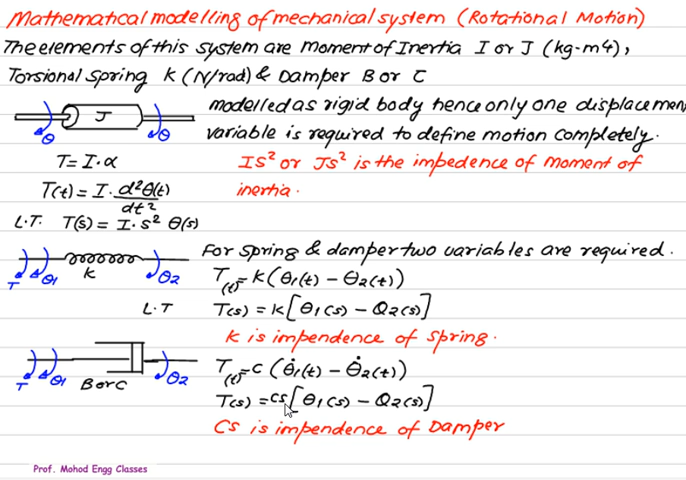 Mathematical modelling of mechanical system (Rotational Motion)
The elements of this system are Moment of Inertia I or J (kg-m4),
Torsional Spring K (N/rad) & Damper B or C
J
θ
θ
modelled as rigid body hence only one displacemen
variable is required to define motion completely.
T = I·α
IS² or JS² is the impedence of moment of
inertia.
T(t) = I · d²θ(t)/dt²
L.T. T(s) = I·s² θ(s)
For spring & damper two variables are required.
T θ1 K θ2
T(t) = K(θ1(t) − θ2(t))
L.T T(s) = K[θ1(s) − θ2(s)]
K is impendence of spring.
T θ1 B or C θ2
T(t) = C (θ̇1(t) − θ̇2(t))
T(s) = CS[θ1(s) − θ2(s)]
Cs is impendence of Damper
Prof. Mohod Engg Classes